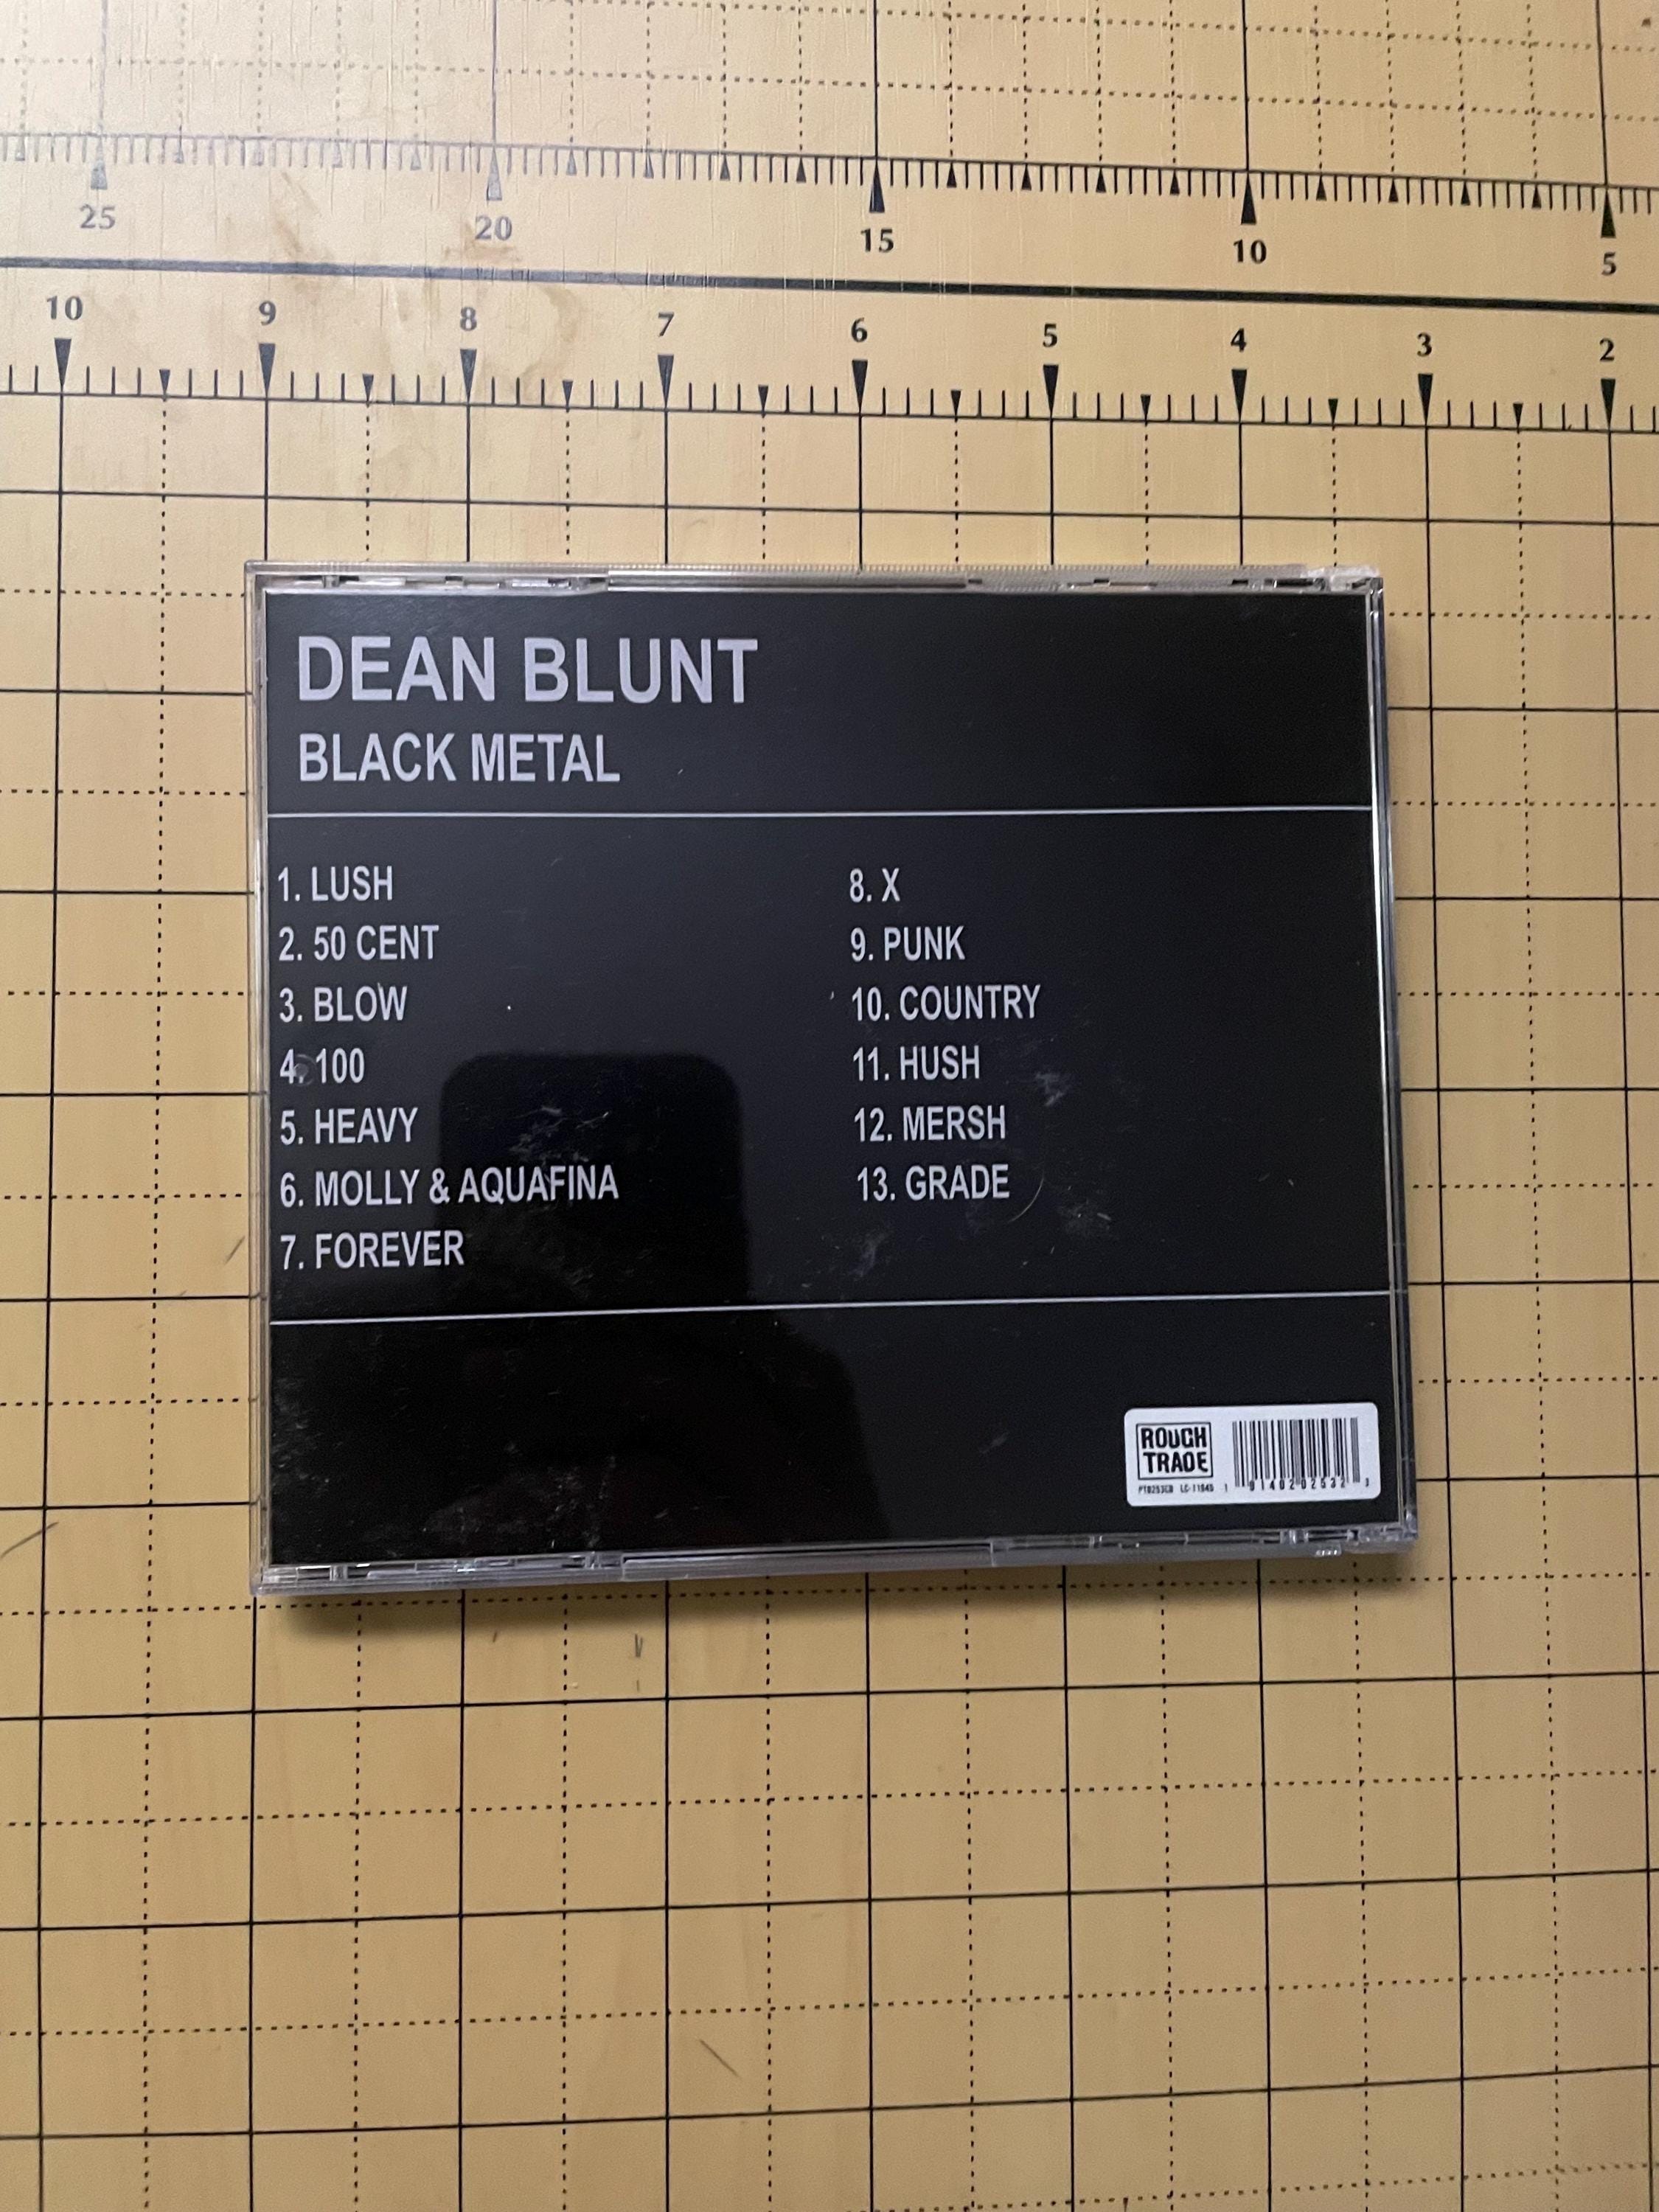 25 20 15 10 5
10 9 8 7 6 5 4 3 2
DEAN BLUNT
BLACK METAL
1. LUSH
2. 50 CENT
3. BLOW
4. 100
5. HEAVY
6. MOLLY & AQUAFINA
7. FOREVER
8. X
9. PUNK
10. COUNTRY
11. HUSH
12. MERSH
13. GRADE
ROUGH
TRADE